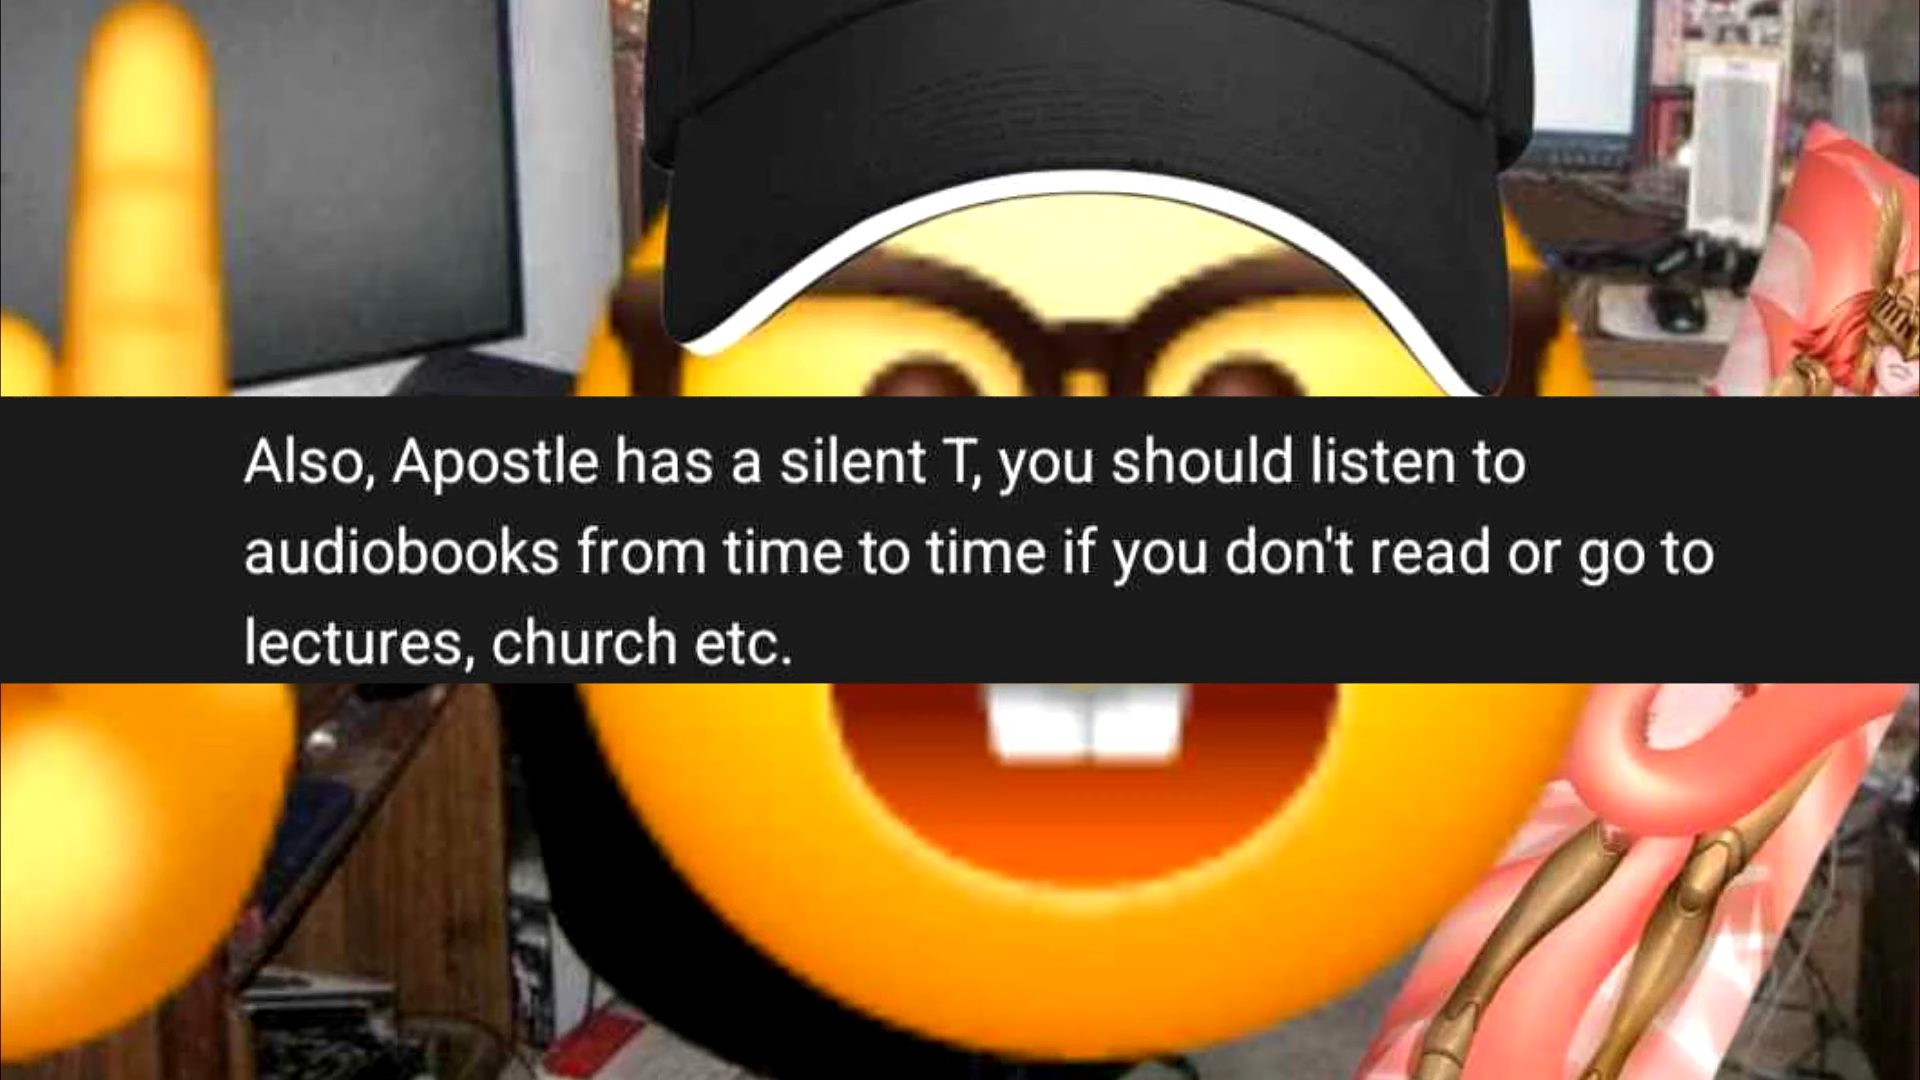 Also, Apostle has a silent T, you should listen to
audiobooks from time to time if you don't read or go to
lectures, church etc.